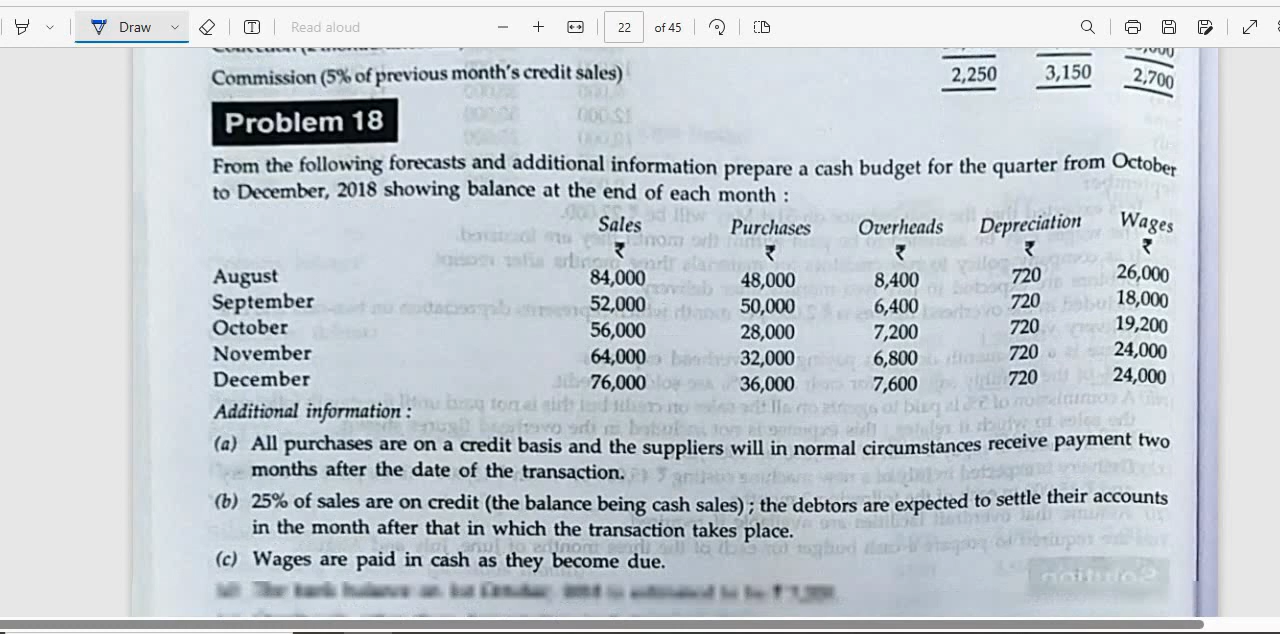 Draw
Read aloud
22 of 45
Commission (5% of previous month's credit sales) 2,250 3,150 2,700
Problem 18
From the following forecasts and additional information prepare a cash budget for the quarter from October
to December, 2018 showing balance at the end of each month :
Sales Purchases Overheads Depreciation Wages
₹ ₹ ₹ ₹ ₹
August 84,000 48,000 8,400 720 26,000
September 52,000 50,000 6,400 720 18,000
October 56,000 28,000 7,200 720 19,200
November 64,000 32,000 6,800 720 24,000
December 76,000 36,000 7,600 720 24,000
Additional information :
(a) All purchases are on a credit basis and the suppliers will in normal circumstances receive payment two
months after the date of the transaction.
(b) 25% of sales are on credit (the balance being cash sales) ; the debtors are expected to settle their accounts
in the month after that in which the transaction takes place.
(c) Wages are paid in cash as they become due.